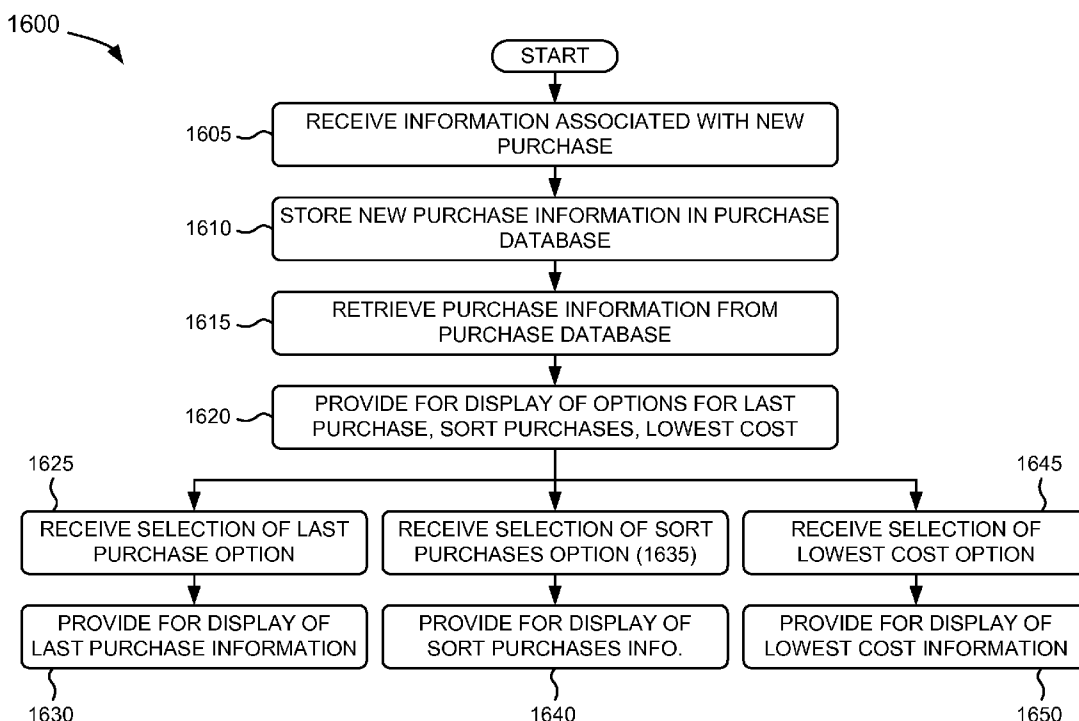 1600
START
1605
RECEIVE INFORMATION ASSOCIATED WITH NEW
PURCHASE
1610
STORE NEW PURCHASE INFORMATION IN PURCHASE
DATABASE
1615
RETRIEVE PURCHASE INFORMATION FROM
PURCHASE DATABASE
1620
PROVIDE FOR DISPLAY OF OPTIONS FOR LAST
PURCHASE, SORT PURCHASES, LOWEST COST
1625
RECEIVE SELECTION OF LAST
PURCHASE OPTION
RECEIVE SELECTION OF SORT
PURCHASES OPTION (1635)
1645
RECEIVE SELECTION OF
LOWEST COST OPTION
PROVIDE FOR DISPLAY OF
LAST PURCHASE INFORMATION
1630
PROVIDE FOR DISPLAY OF
SORT PURCHASES INFO.
1640
PROVIDE FOR DISPLAY OF
LOWEST COST INFORMATION
1650